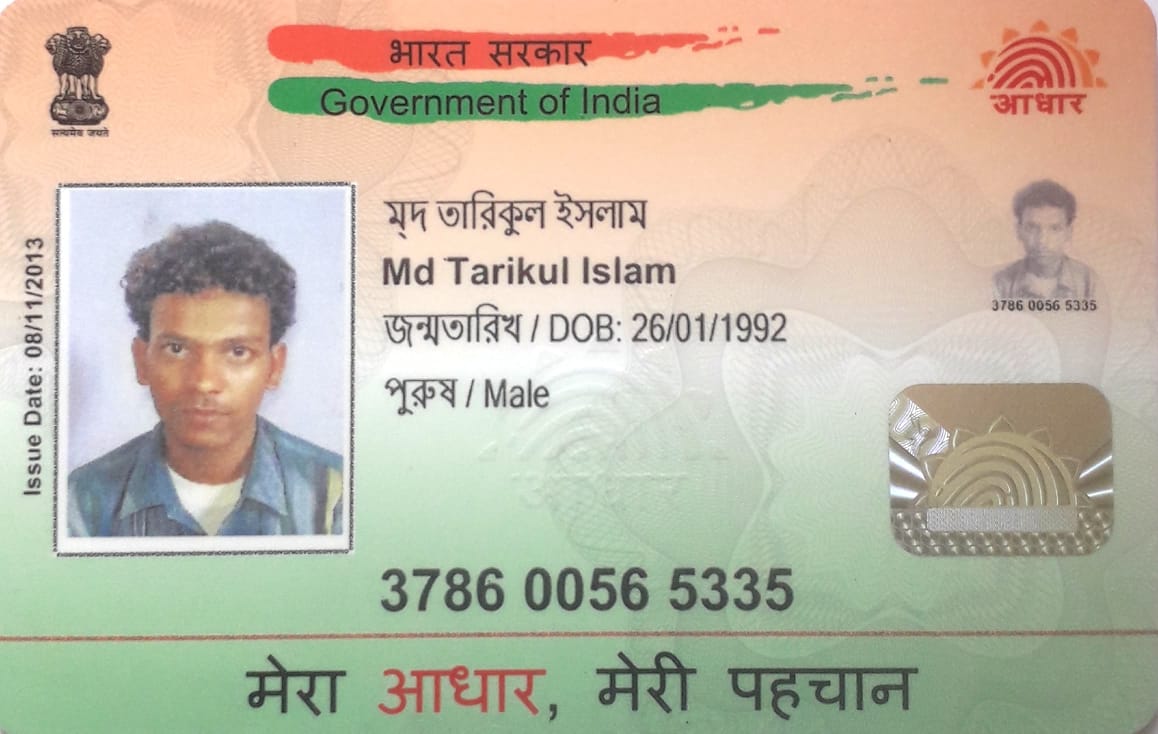 भारत सरकार
Government of India
सत्यमेव जयते
आधार
Issue Date: 08/11/2013
ম্‌দ তারিকুল ইসলাম
Md Tarikul Islam
জন্মতারিখ / DOB: 26/01/1992
পুরুষ / Male
3786 0056 5335
3786 0056 5335
मेरा आधार, मेरी पहचान